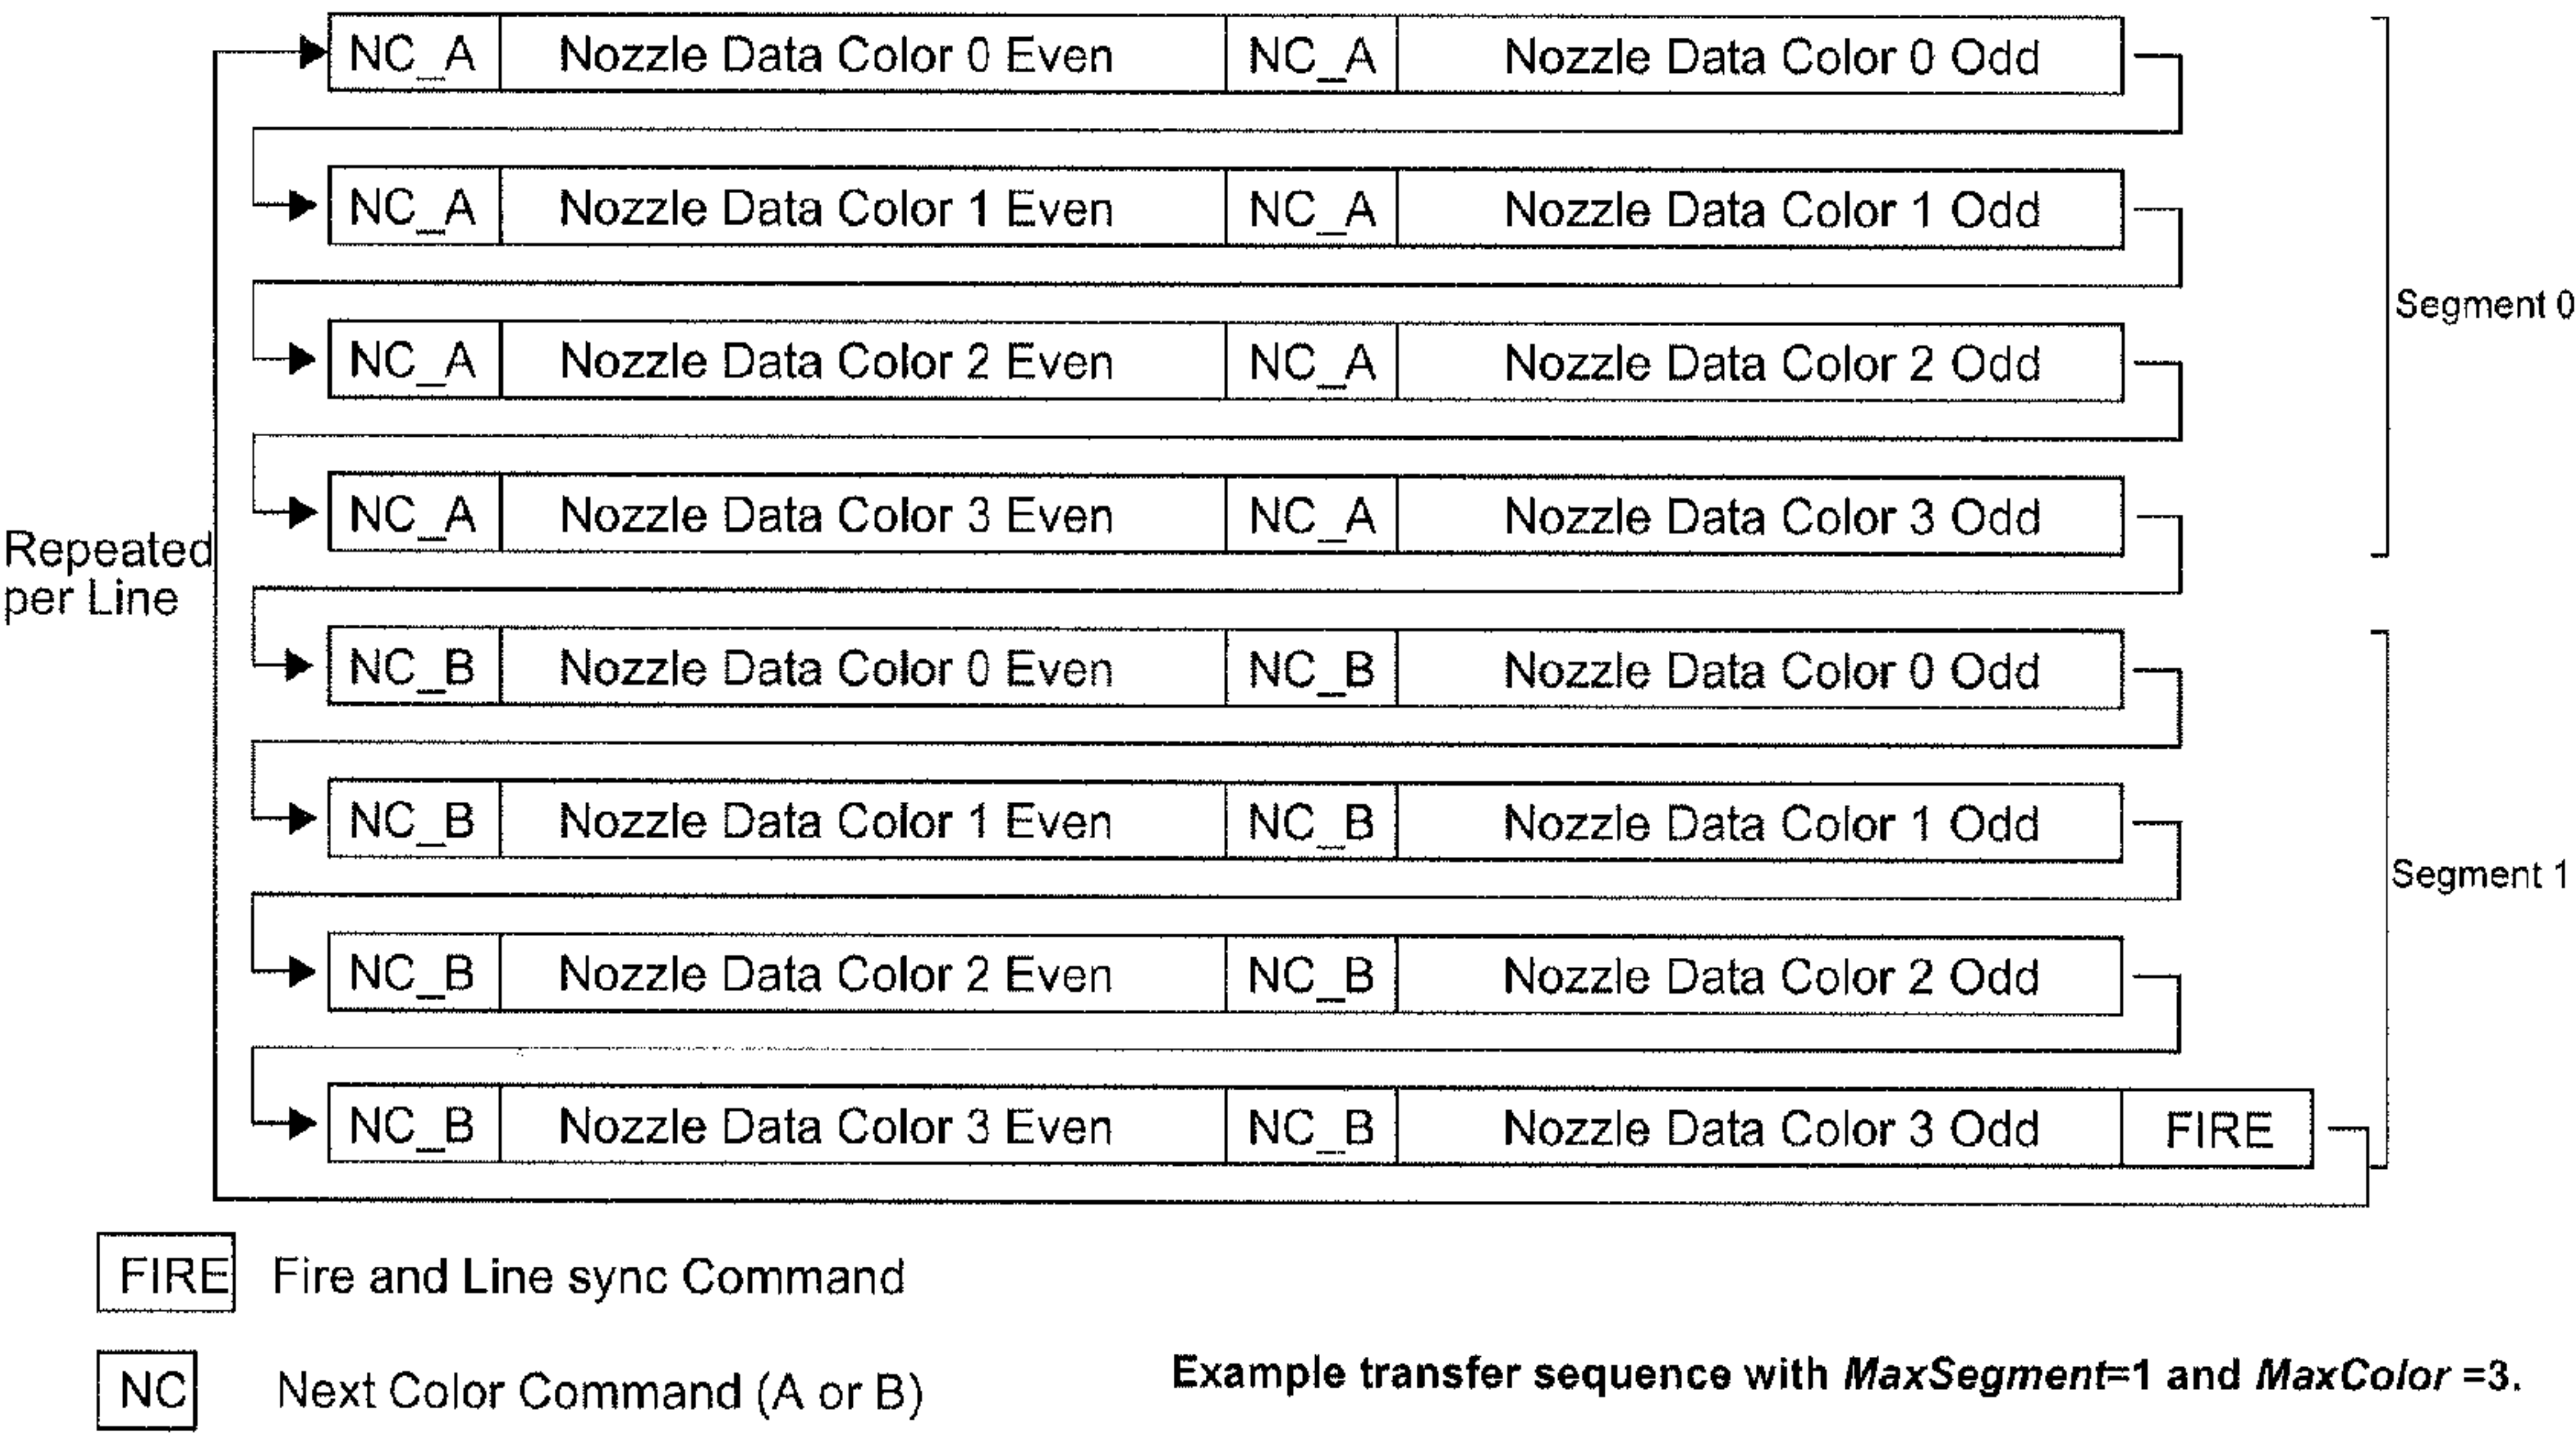 NC_A Nozzle Data Color 0 Even NC_A Nozzle Data Color 0 Odd
NC_A Nozzle Data Color 1 Even NC_A Nozzle Data Color 1 Odd
Segment 0
NC_A Nozzle Data Color 2 Even NC_A Nozzle Data Color 2 Odd
NC_A Nozzle Data Color 3 Even NC_A Nozzle Data Color 3 Odd
Repeated
per Line
NC_B Nozzle Data Color 0 Even NC_B Nozzle Data Color 0 Odd
NC_B Nozzle Data Color 1 Even NC_B Nozzle Data Color 1 Odd
Segment 1
NC_B Nozzle Data Color 2 Even NC_B Nozzle Data Color 2 Odd
NC_B Nozzle Data Color 3 Even NC_B Nozzle Data Color 3 Odd FIRE
FIRE Fire and Line sync Command
NC Next Color Command (A or B)
Example transfer sequence with MaxSegment=1 and MaxColor =3.